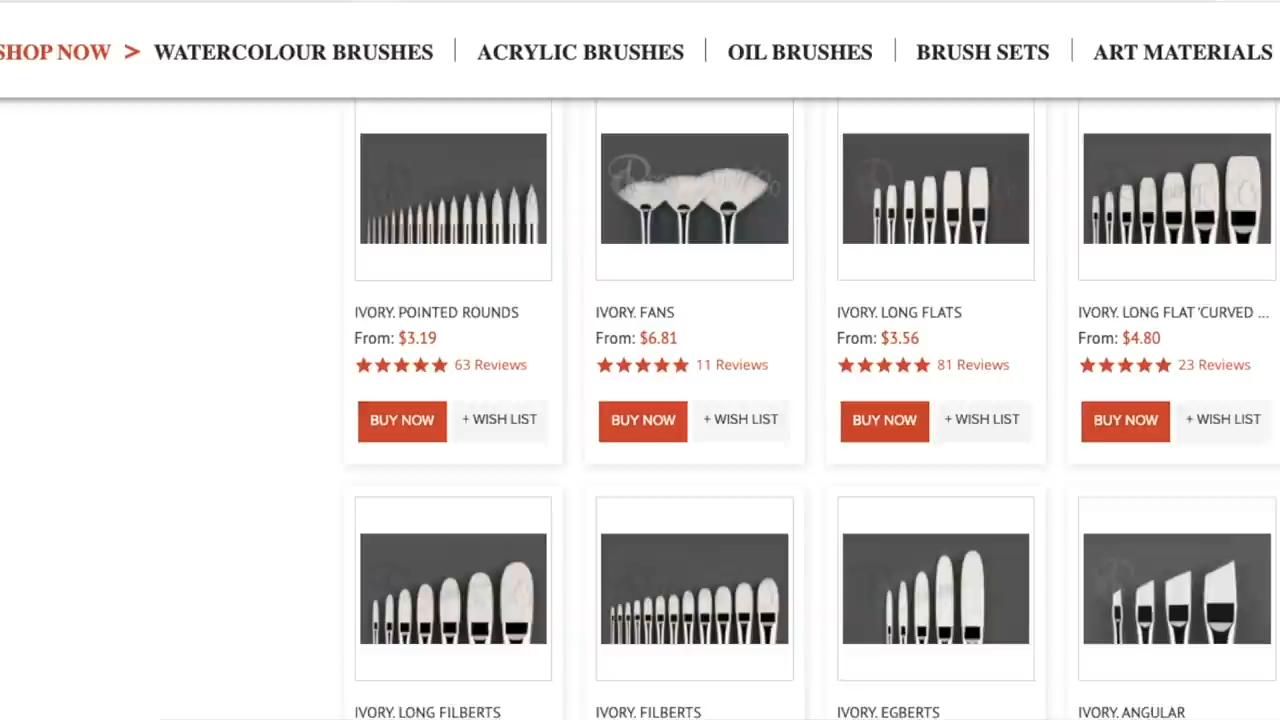 SHOP NOW > WATERCOLOUR BRUSHES | ACRYLIC BRUSHES | OIL BRUSHES | BRUSH SETS | ART MATERIALS
IVORY. POINTED ROUNDS
From: $3.19
63 Reviews
BUY NOW
+ WISH LIST
IVORY. FANS
From: $6.81
11 Reviews
BUY NOW
+ WISH LIST
IVORY. LONG FLATS
From: $3.56
81 Reviews
BUY NOW
+ WISH LIST
IVORY. LONG FLAT 'CURVED ...
From: $4.80
23 Reviews
BUY NOW
+ WISH LIST
IVORY. LONG FILBERTS
IVORY. FILBERTS
IVORY. EGBERTS
IVORY. ANGULAR